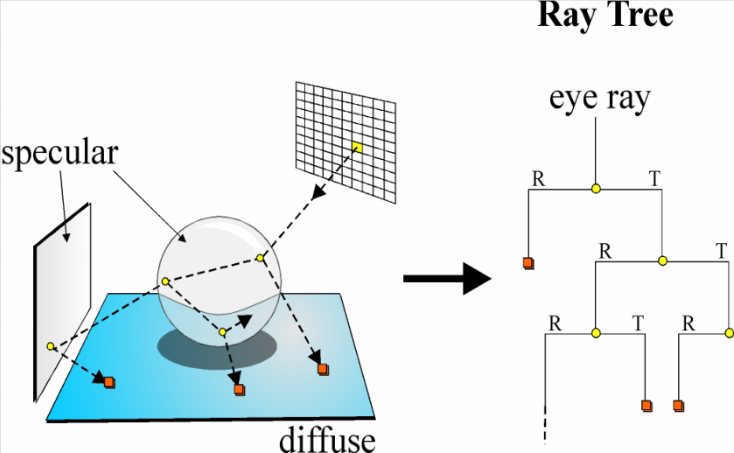 Ray Tree
eye ray
specular
R T
R T
R T R
diffuse